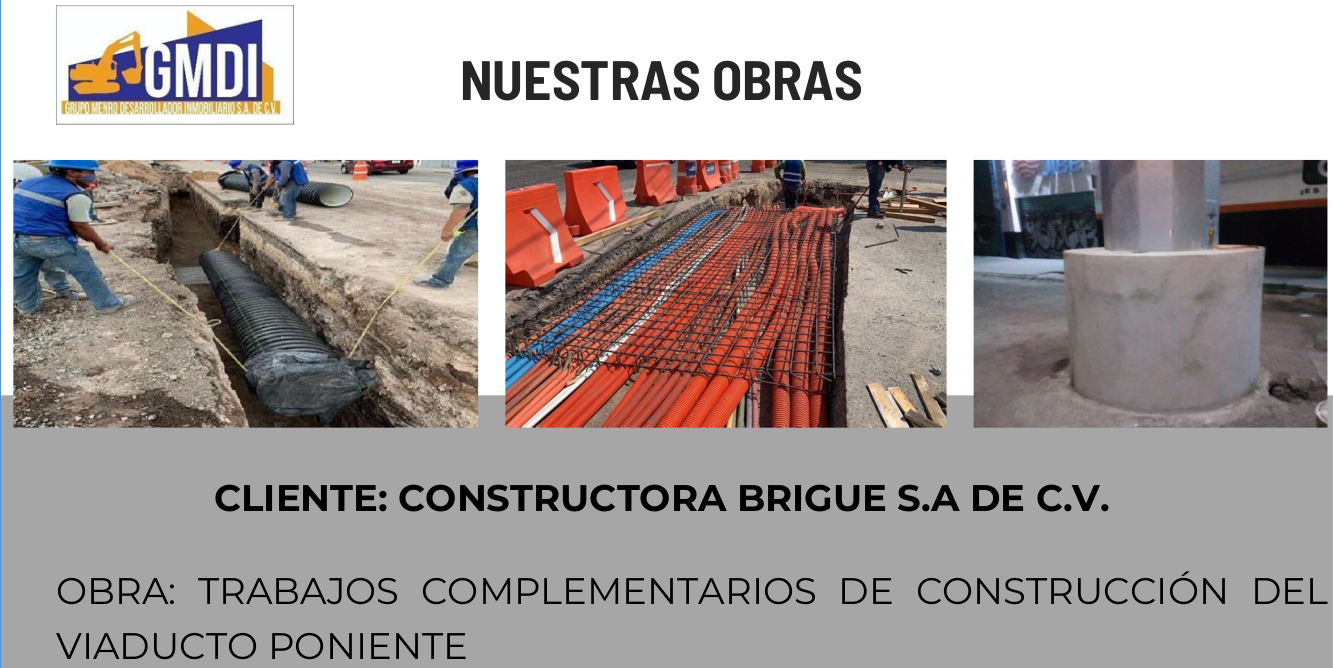 GMDI
GRUPO MENRO DESARROLLADOR INMOBILIARIO S.A. DE C.V.
NUESTRAS OBRAS
CLIENTE: CONSTRUCTORA BRIGUE S.A DE C.V.
OBRA: TRABAJOS COMPLEMENTARIOS DE CONSTRUCCIÓN DEL
VIADUCTO PONIENTE